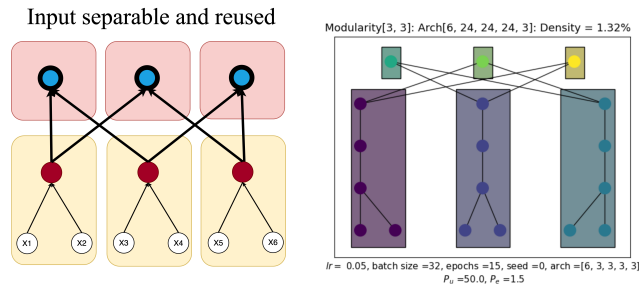 Input separable and reused
X1
X2
X3
X4
X5
X6
Modularity[3, 3]: Arch[6, 24, 24, 24, 3]: Density = 1.32%
lr = 0.05, batch size =32, epochs =15, seed =0, arch =[6, 3, 3, 3, 3]
Pu =50.0, Pe =1.5